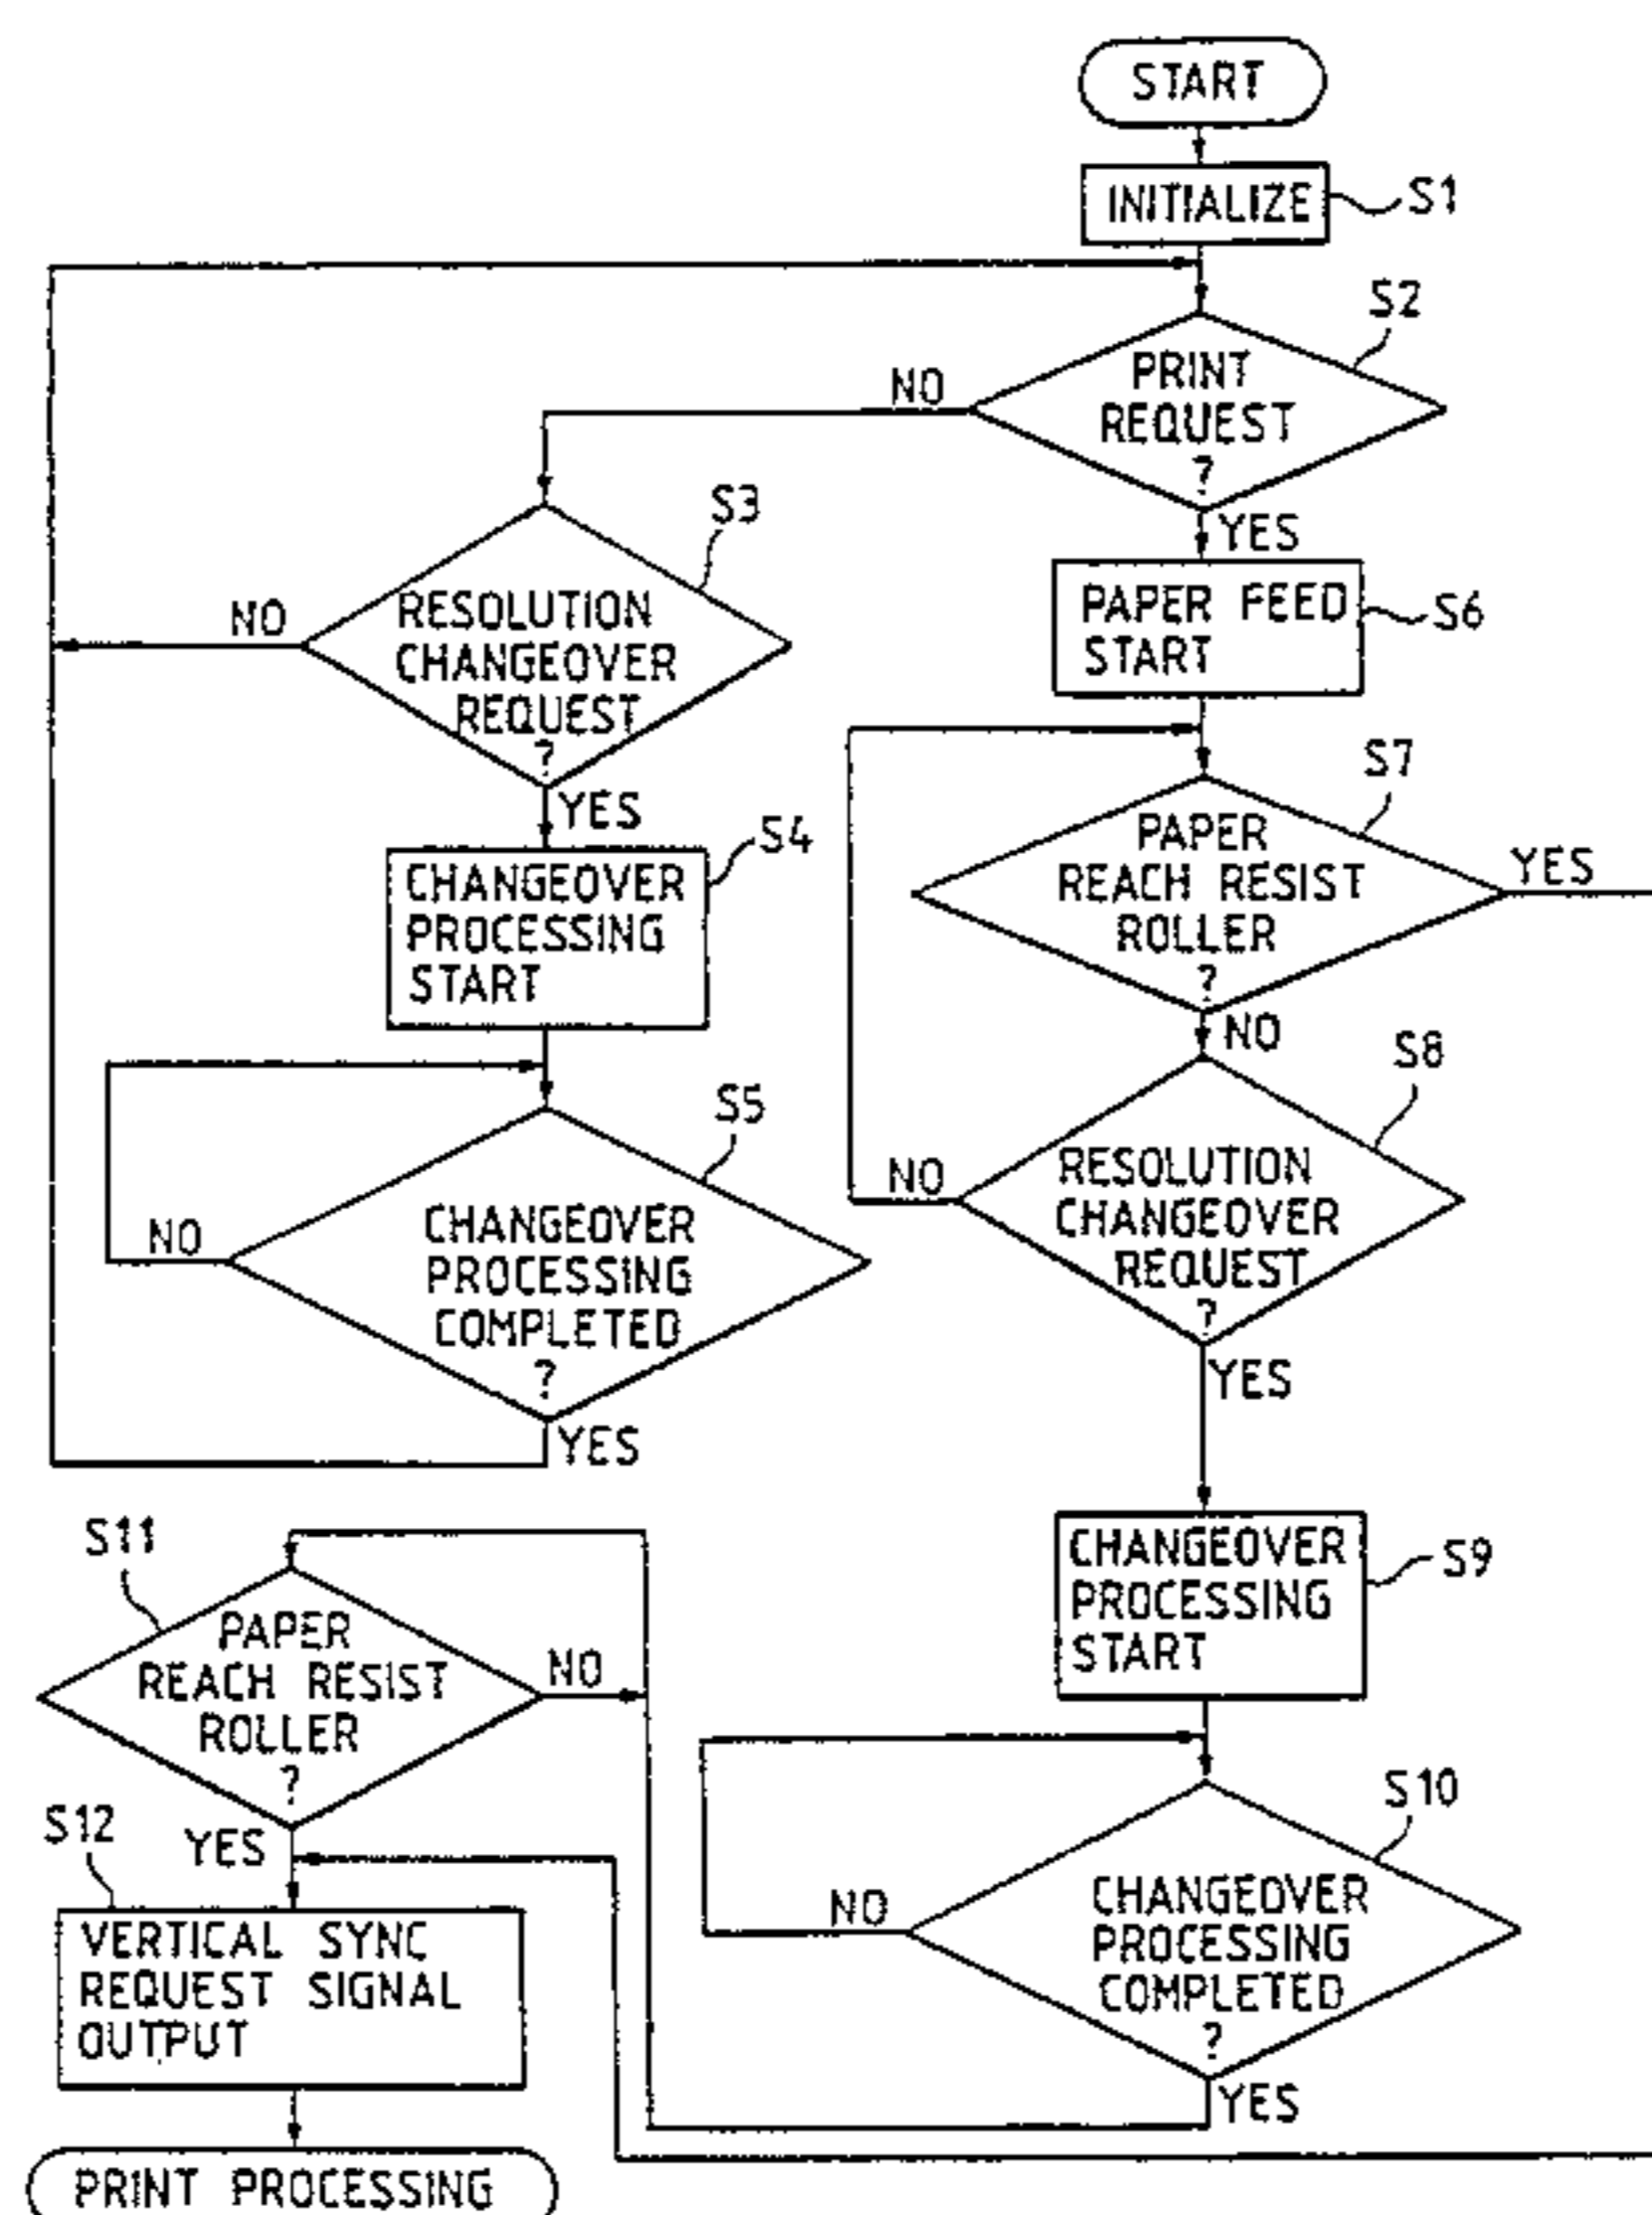 START
INITIALIZE
S1
S2
PRINT
REQUEST
?
NO
YES
S3
RESOLUTION
CHANGEOVER
REQUEST
?
NO
YES
PAPER FEED
START
S6
S4
CHANGEOVER
PROCESSING
START
S7
PAPER
REACH RESIST
ROLLER
?
YES
NO
S5
CHANGEOVER
PROCESSING
COMPLETED
?
NO
YES
S8
RESOLUTION
CHANGEOVER
REQUEST
?
NO
YES
CHANGEOVER
PROCESSING
START
S9
S10
CHANGEOVER
PROCESSING
COMPLETED
?
NO
YES
S11
PAPER
REACH RESIST
ROLLER
?
NO
YES
S12
VERTICAL SYNC
REQUEST SIGNAL
OUTPUT
PRINT PROCESSING